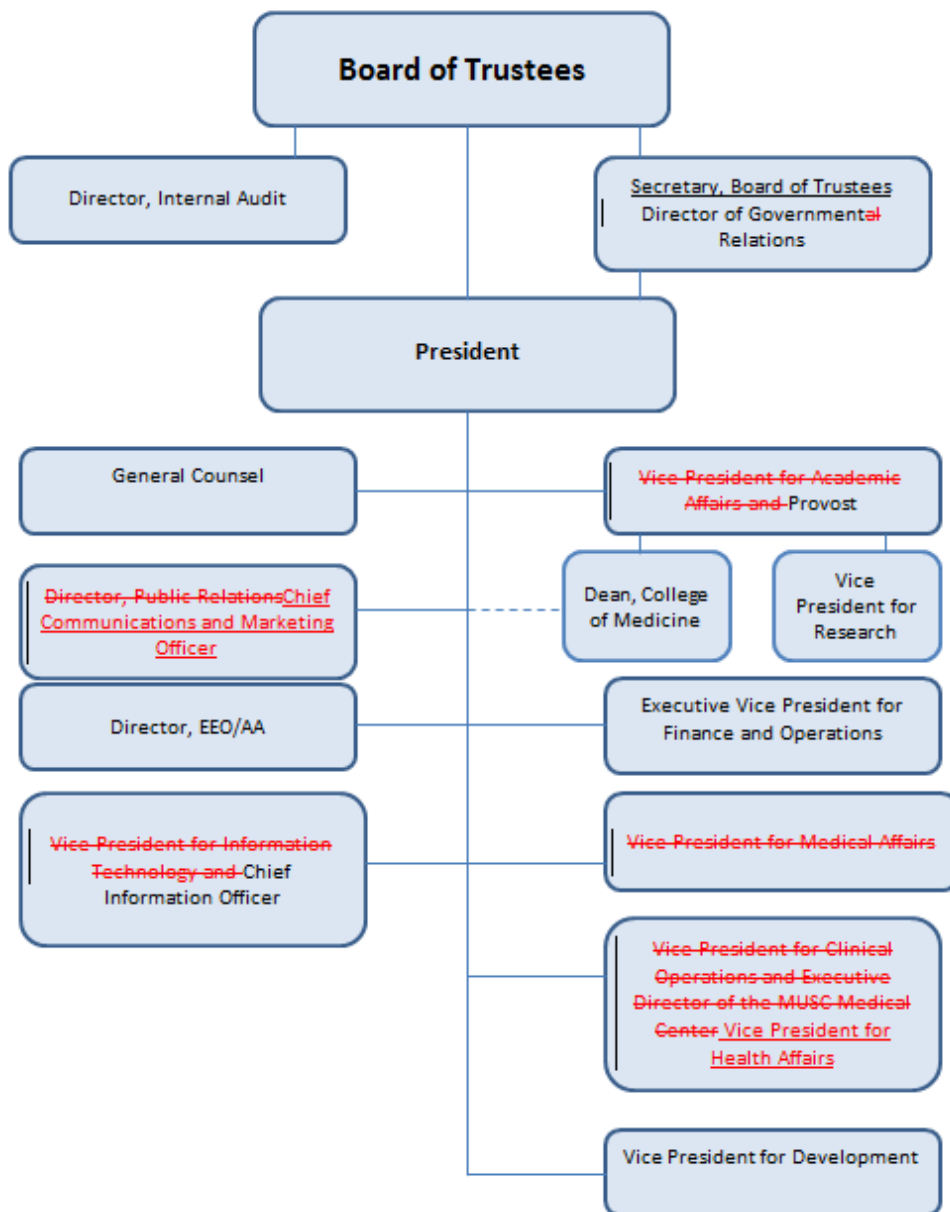 Board of Trustees
Director, Internal Audit
Secretary, Board of Trustees
Director of Governmental
Relations
President
General Counsel
Vice President for Academic
Affairs and Provost
Director, Public RelationsChief
Communications and Marketing
Officer
Dean, College
of Medicine
Vice
President for
Research
Director, EEO/AA
Executive Vice President for
Finance and Operations
Vice President for Information
Technology and Chief
Information Officer
Vice President for Medical Affairs
Vice President for Clinical
Operations and Executive
Director of the MUSC Medical
Center Vice President for
Health Affairs
Vice President for Development